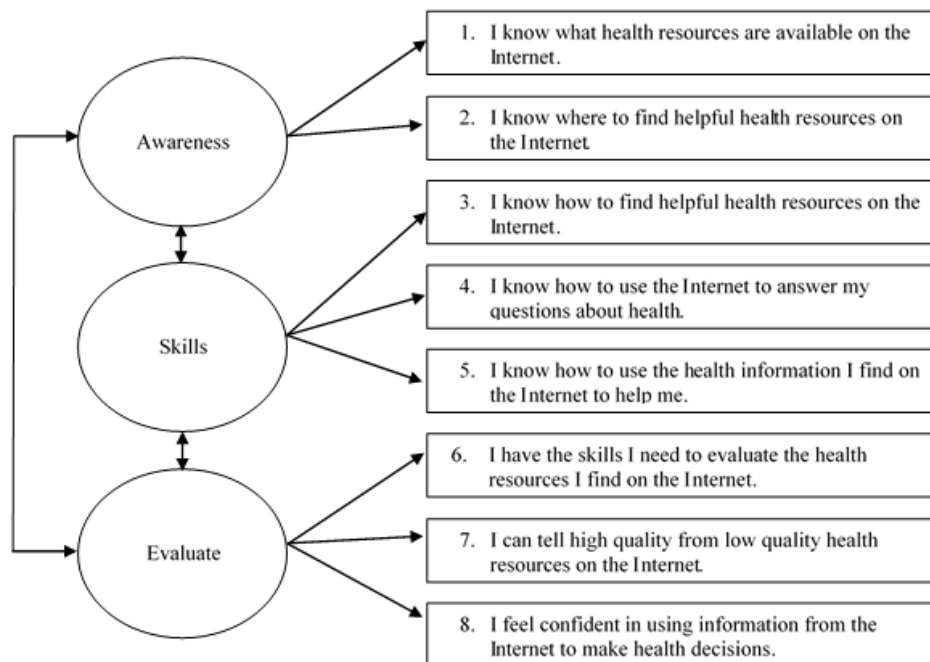 1. I know what health resources are available on the
Internet.
2. I know where to find helpful health resources on
the Internet.
Awareness
3. I know how to find helpful health resources on the
Internet.
4. I know how to use the Internet to answer my
questions about health.
Skills
5. I know how to use the health information I find on
the Internet to help me.
6. I have the skills I need to evaluate the health
resources I find on the Internet.
Evaluate
7. I can tell high quality from low quality health
resources on the Internet.
8. I feel confident in using information from the
Internet to make health decisions.